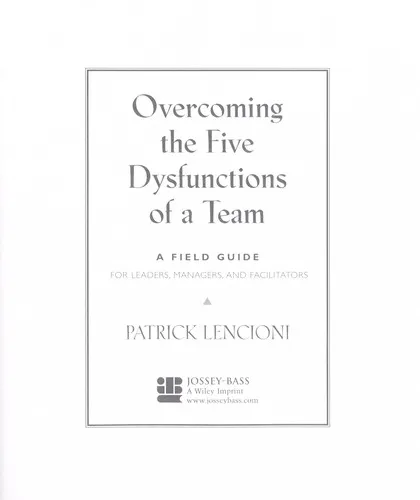 Overcoming
the Five
Dysfunctions
of a Team
A FIELD GUIDE
FOR LEADERS, MANAGERS, AND FACILITATORS
PATRICK LENCIONI
JB
JOSSEY-BASS
A Wiley Imprint
www.josseybass.com